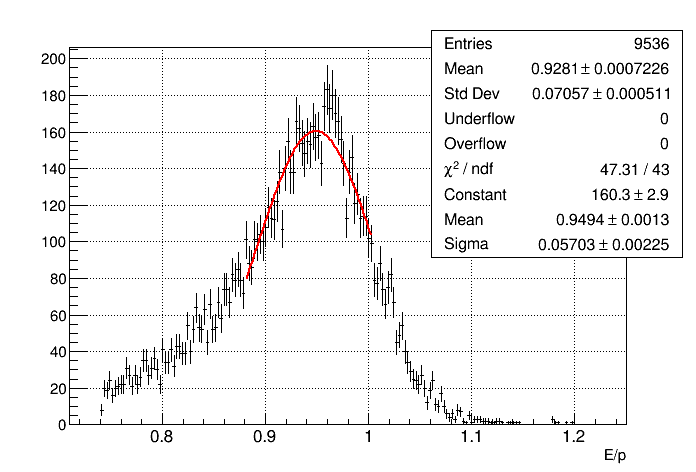 Entries 9536
Mean 0.9281 ± 0.0007226
Std Dev 0.07057 ± 0.000511
Underflow 0
Overflow 0
χ² / ndf 47.31 / 43
Constant 160.3 ± 2.9
Mean 0.9494 ± 0.0013
Sigma 0.05703 ± 0.00225
200
180
160
140
120
100
80
60
40
20
0
0.8 0.9 1 1.1 1.2
E/p